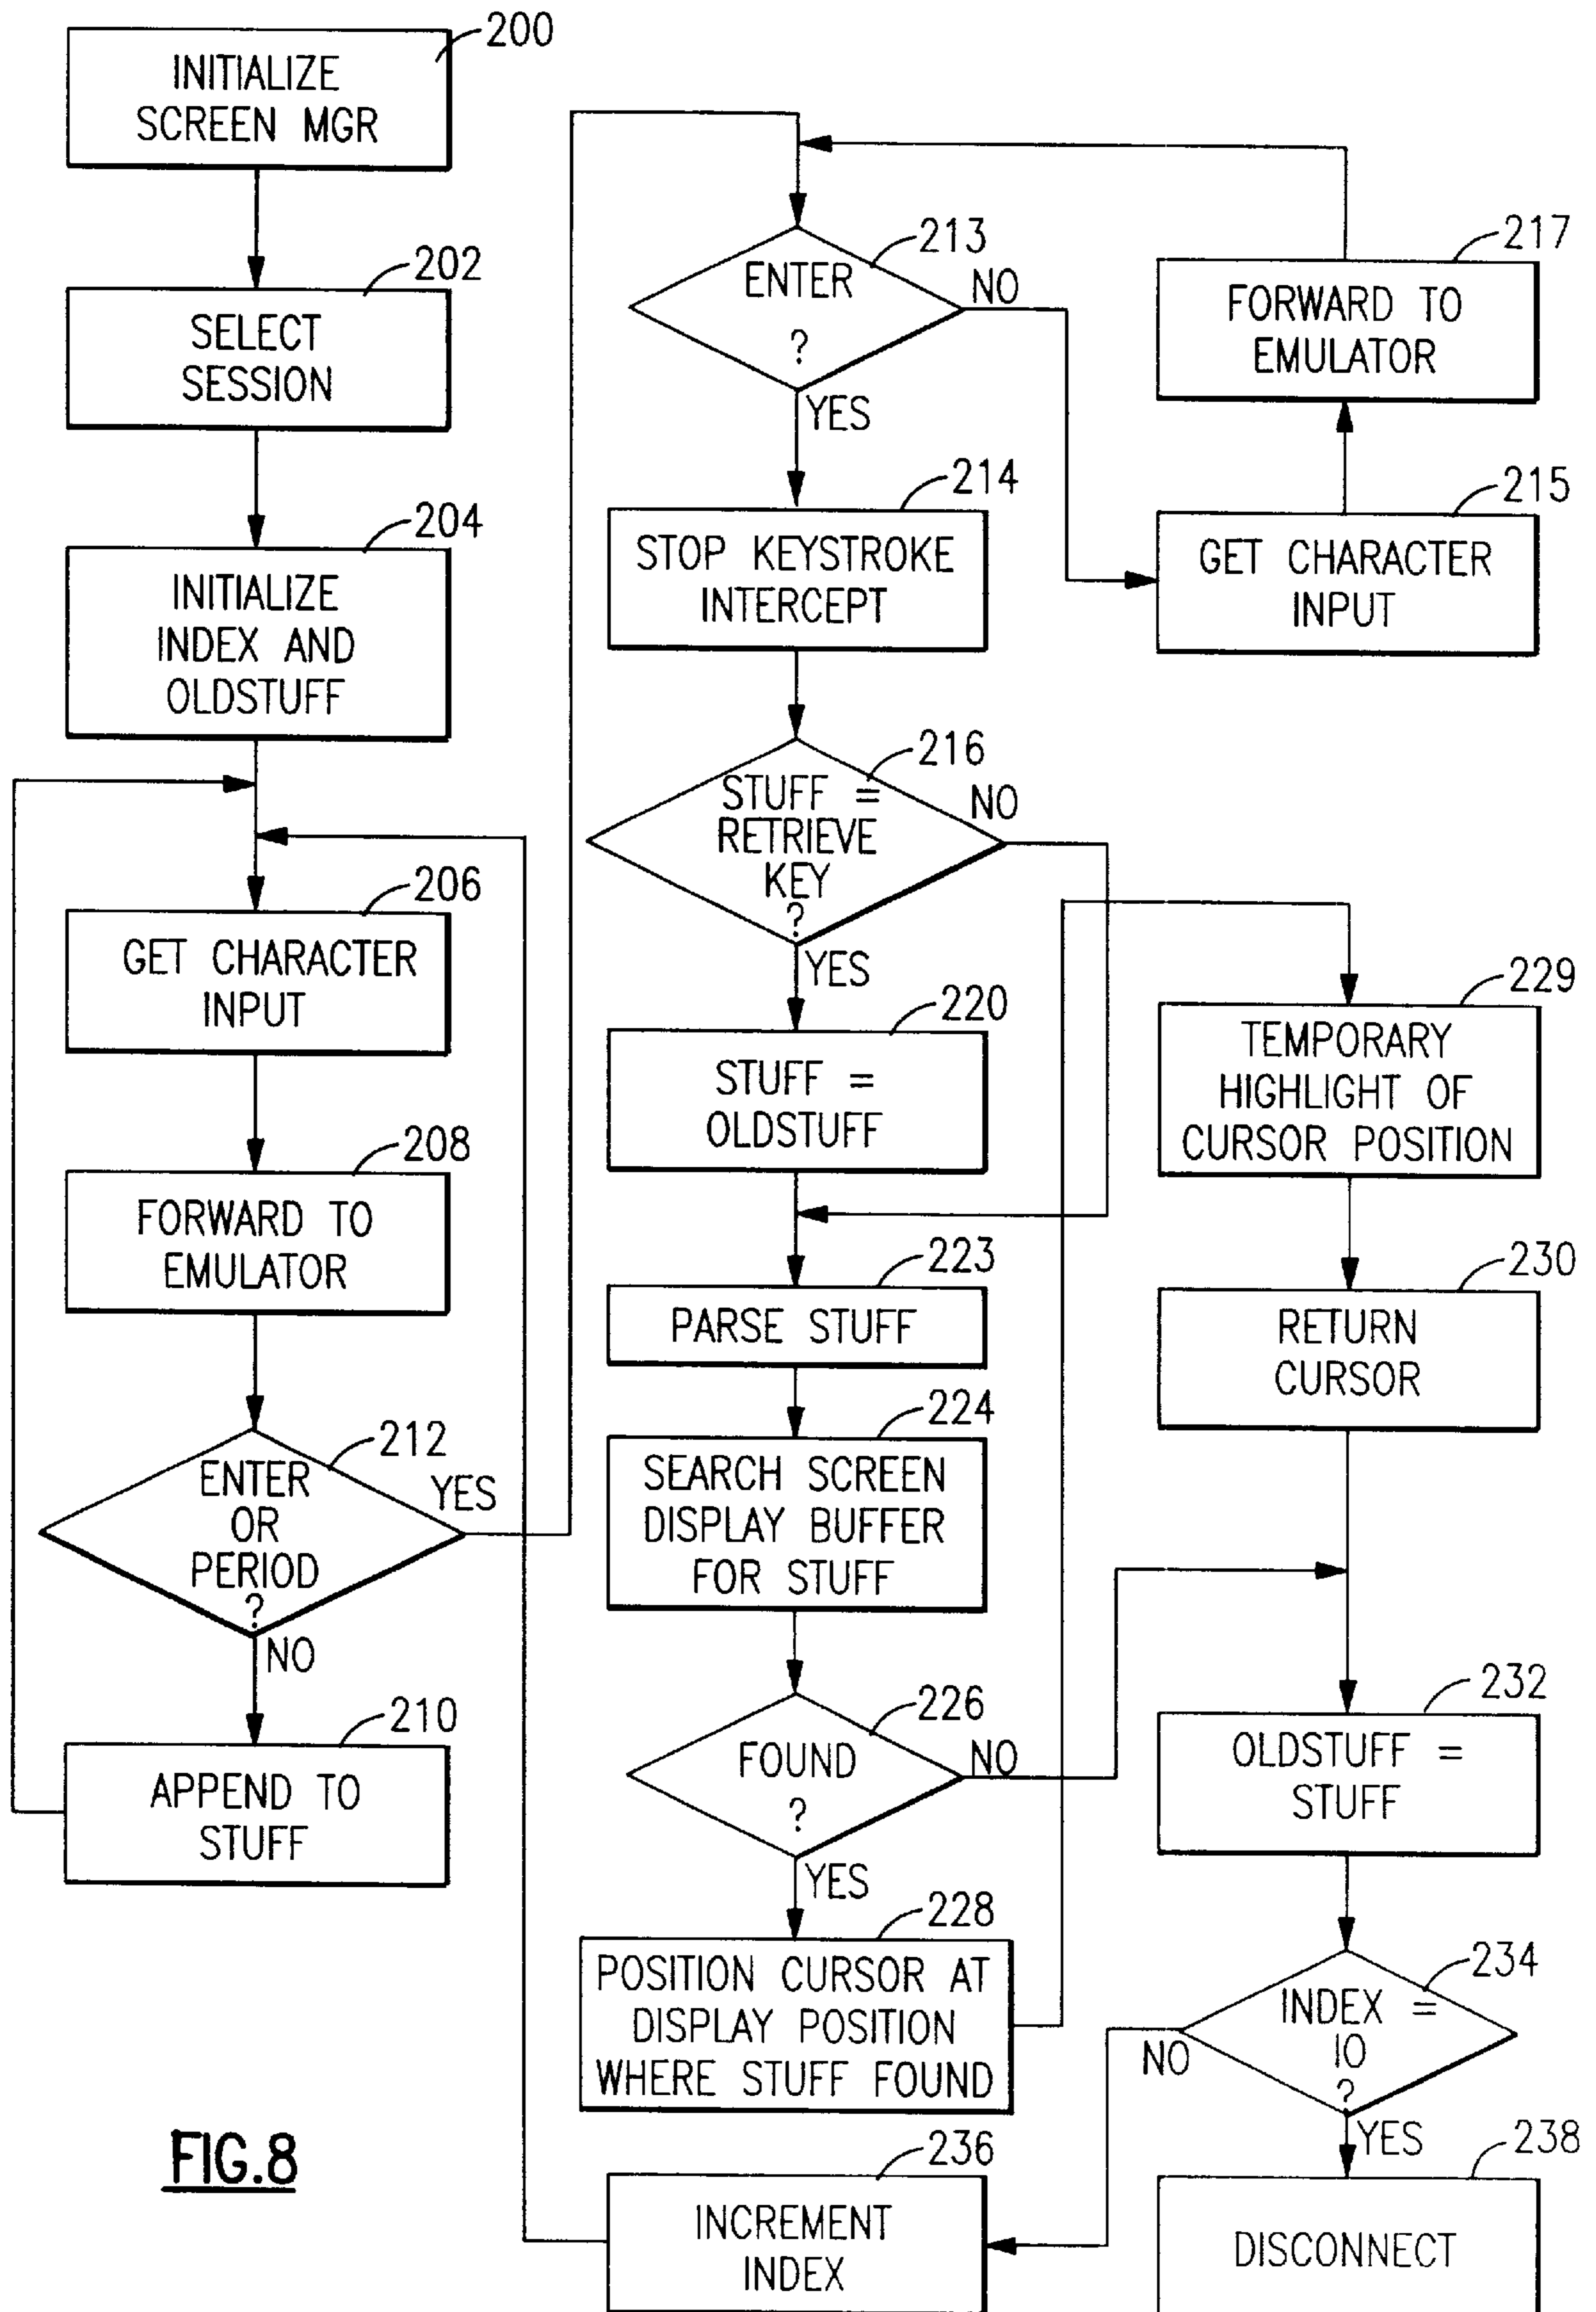 200
INITIALIZE
SCREEN MGR
202
SELECT
SESSION
204
INITIALIZE
INDEX AND
OLDSTUFF
206
GET CHARACTER
INPUT
208
FORWARD TO
EMULATOR
212
ENTER
OR
PERIOD
?
YES
NO
210
APPEND TO
STUFF
213
ENTER
?
NO
YES
217
FORWARD TO
EMULATOR
215
GET CHARACTER
INPUT
214
STOP KEYSTROKE
INTERCEPT
216
STUFF =
RETRIEVE
KEY
?
NO
YES
220
STUFF =
OLDSTUFF
223
PARSE STUFF
224
SEARCH SCREEN
DISPLAY BUFFER
FOR STUFF
226
FOUND
?
NO
YES
228
POSITION CURSOR AT
DISPLAY POSITION
WHERE STUFF FOUND
229
TEMPORARY
HIGHLIGHT OF
CURSOR POSITION
230
RETURN
CURSOR
232
OLDSTUFF =
STUFF
234
INDEX =
10
?
NO
YES
236
INCREMENT
INDEX
238
DISCONNECT
FIG.8